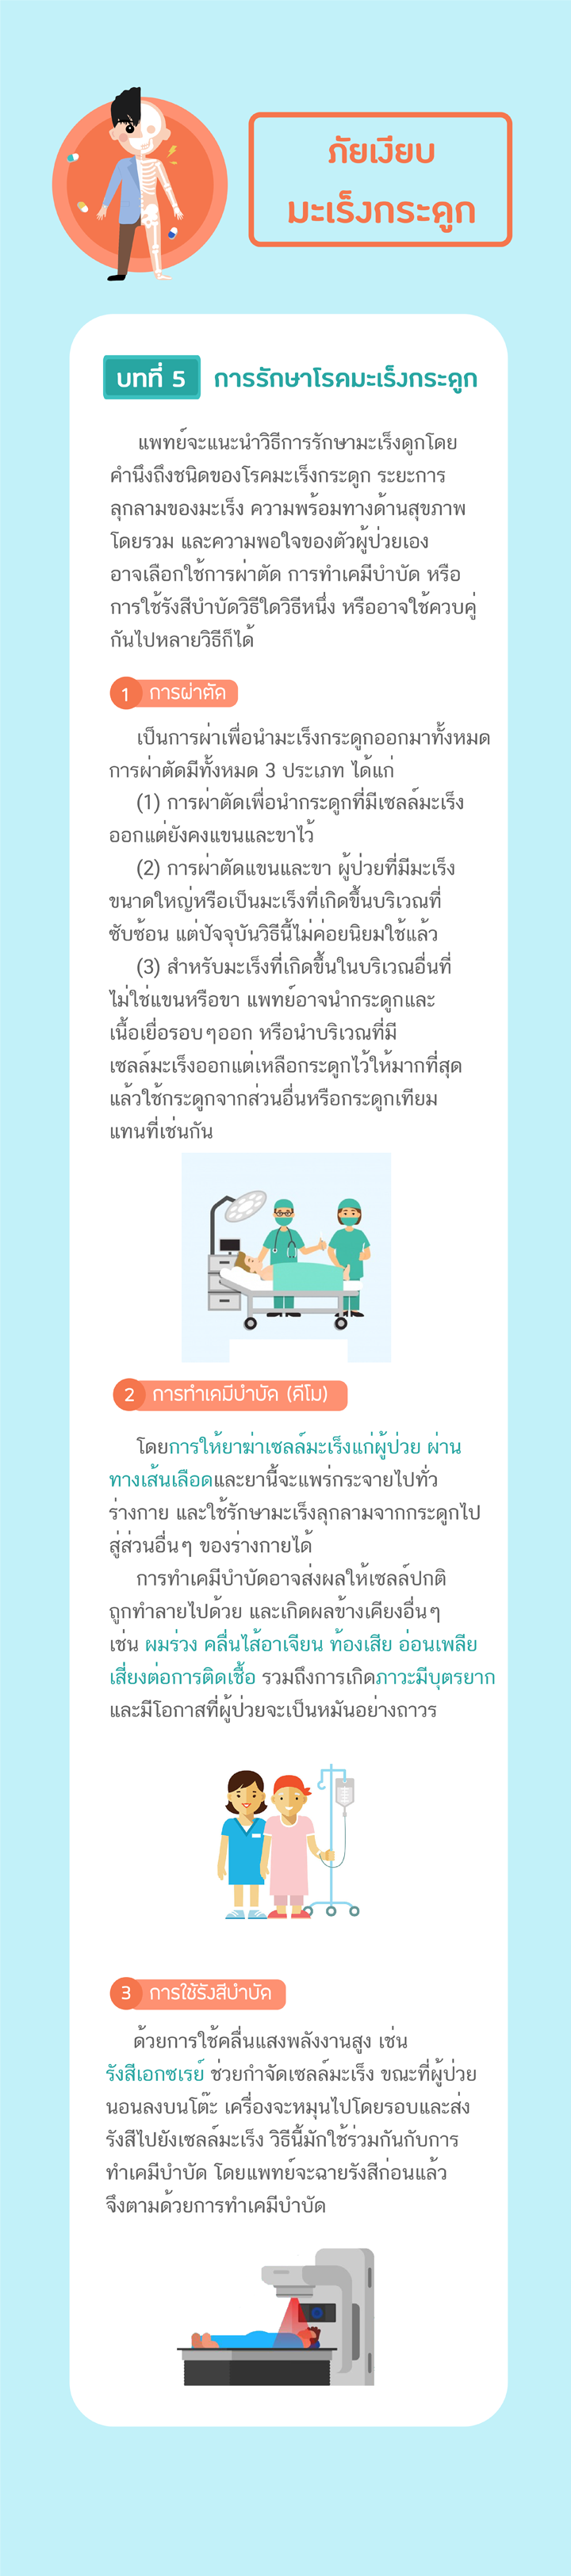 ภัยเงียบ
มะเร็งกระดูก
บทที่ 5 การรักษาโรคมะเร็งกระดูก
แพทย์จะแนะนำวิธีการรักษามะเร็งดูกโดย
คำนึงถึงชนิดของโรคมะเร็งกระดูก ระยะการ
ลุกลามของมะเร็ง ความพร้อมทางด้านสุขภาพ
โดยรวม และความพอใจของตัวผู้ป่วยเอง
อาจเลือกใช้การผ่าตัด การทำเคมีบำบัด หรือ
การใช้รังสีบำบัดวิธีใดวิธีหนึ่ง หรืออาจใช้ควบคู่
กันไปหลายวิธีก็ได้
1 การผ่าตัด
เป็นการผ่าเพื่อนำมะเร็งกระดูกออกมาทั้งหมด
การผ่าตัดมีทั้งหมด 3 ประเภท ได้แก่
(1) การผ่าตัดเพื่อนำกระดูกที่มีเซลล์มะเร็ง
ออกแต่ยังคงแขนและขาไว้
(2) การผ่าตัดแขนและขา ผู้ป่วยที่มีมะเร็ง
ขนาดใหญ่หรือเป็นมะเร็งที่เกิดขึ้นบริเวณที่
ซับซ้อน แต่ปัจจุบันวิธีนี้ไม่ค่อยนิยมใช้แล้ว
(3) สำหรับมะเร็งที่เกิดขึ้นในบริเวณอื่นที่
ไม่ใช่แขนหรือขา แพทย์อาจนำกระดูกและ
เนื้อเยื่อรอบๆออก หรือนำบริเวณที่มี
เซลล์มะเร็งออกแต่เหลือกระดูกไว้ให้มากที่สุด
แล้วใช้กระดูกจากส่วนอื่นหรือกระดูกเทียม
แทนที่เช่นกัน
2 การทำเคมีบำบัด (คีโม)
โดยการให้ยาฆ่าเซลล์มะเร็งแก่ผู้ป่วย ผ่าน
ทางเส้นเลือดและยานี้จะแพร่กระจายไปทั่ว
ร่างกาย และใช้รักษามะเร็งลุกลามจากกระดูกไป
สู่ส่วนอื่นๆ ของร่างกายได้
การทำเคมีบำบัดอาจส่งผลให้เซลล์ปกติ
ถูกทำลายไปด้วย และเกิดผลข้างเคียงอื่นๆ
เช่น ผมร่วง คลื่นไส้อาเจียน ท้องเสีย อ่อนเพลีย
เสี่ยงต่อการติดเชื้อ รวมถึงการเกิดภาวะมีบุตรยาก
และมีโอกาสที่ผู้ป่วยจะเป็นหมันอย่างถาวร
3 การใช้รังสีบำบัด
ด้วยการใช้คลื่นแสงพลังงานสูง เช่น
รังสีเอกซเรย์ ช่วยกำจัดเซลล์มะเร็ง ขณะที่ผู้ป่วย
นอนลงบนโต๊ะ เครื่องจะหมุนไปโดยรอบและส่ง
รังสีไปยังเซลล์มะเร็ง วิธีนี้มักใช้ร่วมกันกับการ
ทำเคมีบำบัด โดยแพทย์จะฉายรังสีก่อนแล้ว
จึงตามด้วยการทำเคมีบำบัด